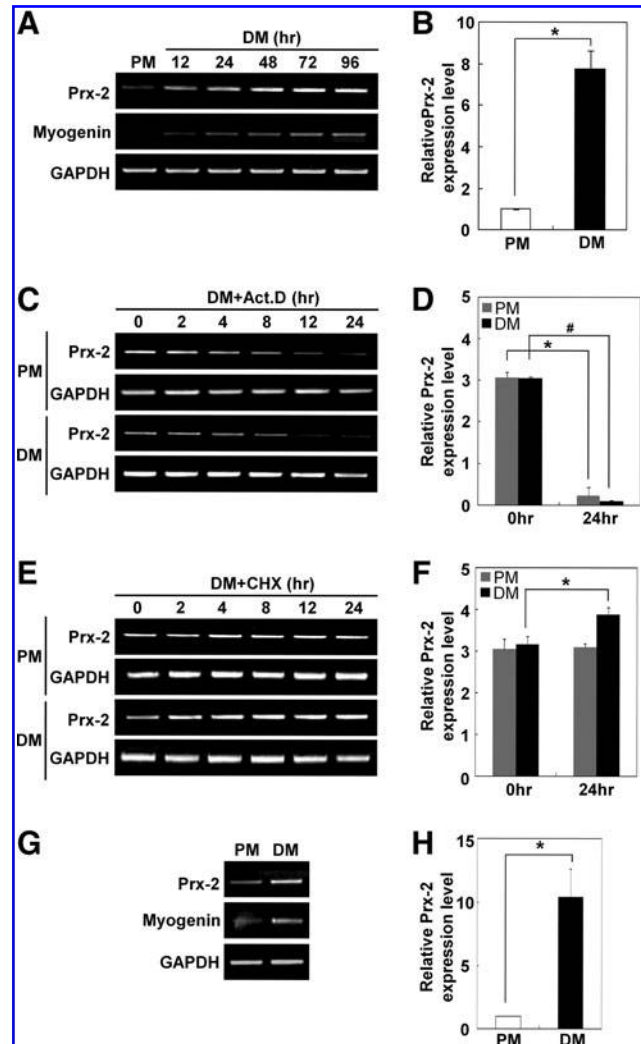 A
DM (hr)
PM 12 24 48 72 96
Prx-2
Myogenin
GAPDH
B
RelativePrx-2
expression level
10
8
6
4
2
0
*
PM DM
C
DM+Act.D (hr)
0 2 4 8 12 24
PM
Prx-2
GAPDH
DM
Prx-2
GAPDH
D
Relative Prx-2
expression level
5
4
3
2
1
0
PM
DM
#
*
0hr 24hr
E
DM+CHX (hr)
0 2 4 8 12 24
PM
Prx-2
GAPDH
DM
Prx-2
GAPDH
F
Relative Prx-2
expression level
5
4
3
2
1
0
PM
DM
*
0hr 24hr
G
PM DM
Prx-2
Myogenin
GAPDH
H
Relative Prx-2
expression level
15
10
5
0
*
PM DM